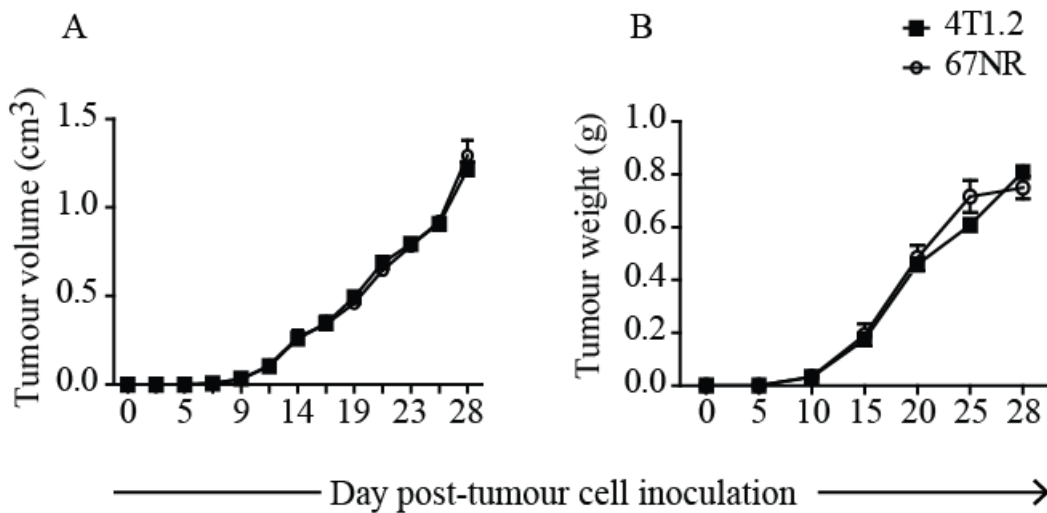 A
B
4T1.2
67NR
Tumour volume (cm3)
1.5
1.0
0.5
0.0
0 5 9 14 19 23 28
Tumour weight (g)
1.0
0.8
0.6
0.4
0.2
0.0
0 5 10 15 20 25 28
Day post-tumour cell inoculation